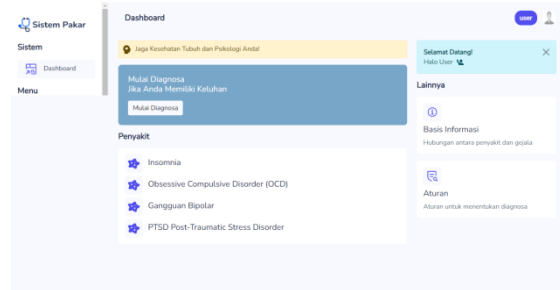 Sistem Pakar
Sistem
Dashboard
Menu
Dashboard
user
Jaga Kesehatan Tubuh dan Psikologi Anda!
Mulai Diagnosa
Jika Anda Memiliki Keluhan
Mulai Diagnosa
Penyakit
Insomnia
Obsessive Compulsive Disorder (OCD)
Gangguan Bipolar
PTSD Post-Traumatic Stress Disorder
Selamat Datang!
Halo User
Lainnya
Basis Informasi
Hubungan antara penyakit dan gejala
Aturan
Aturan untuk menentukan diagnosa